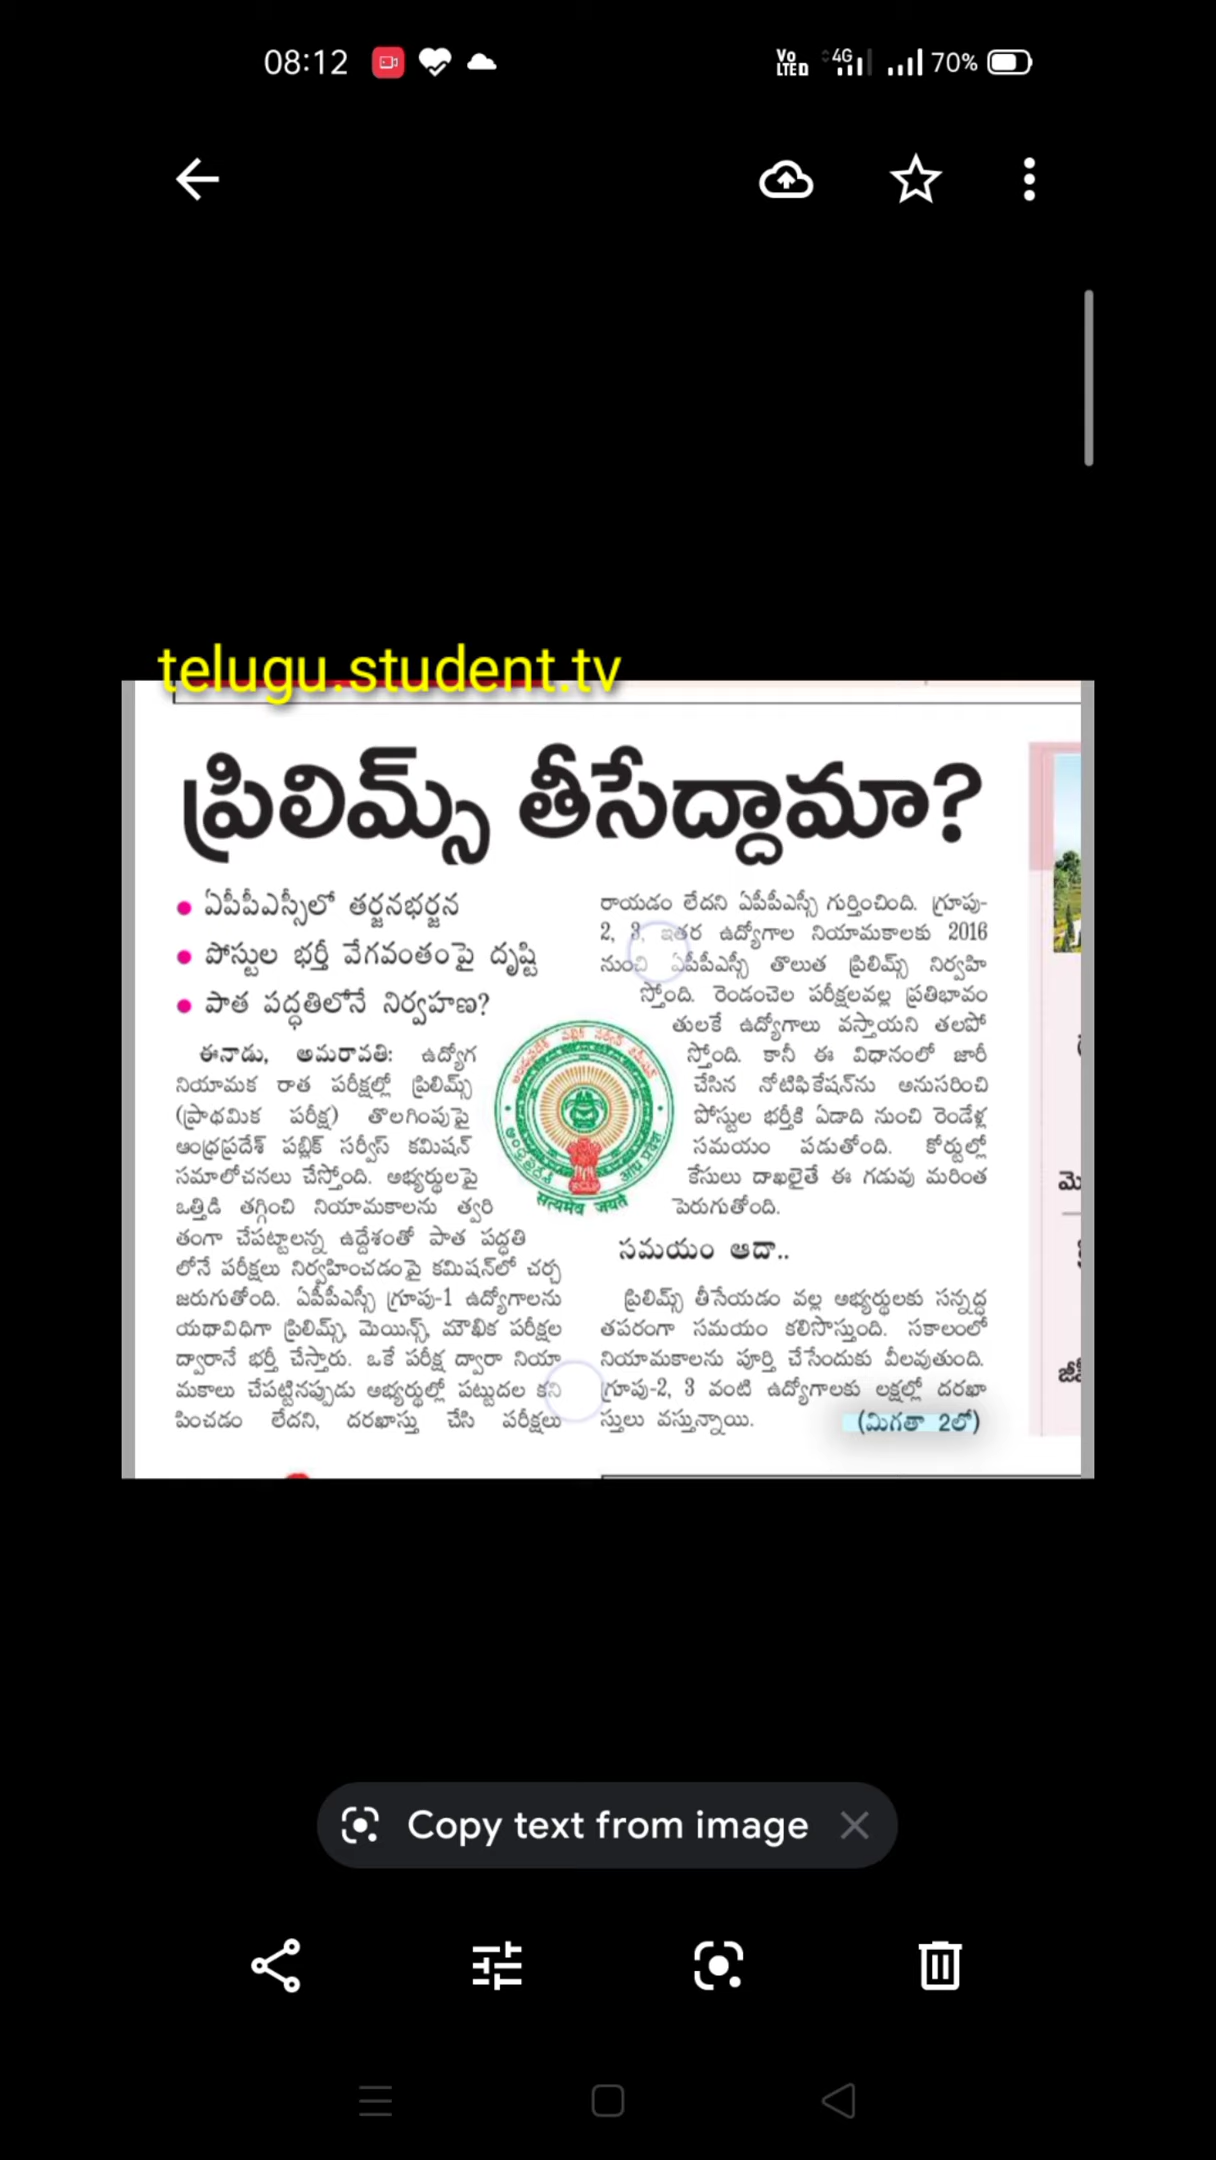 08:12
Vo LTED 4G 70%
telugu.student.tv
ప్రిలిమ్స్ తీసేద్దామా?
• ఏపీపీఎస్సీలో తర్జనభర్జన
• పోస్టుల భర్తీ వేగవంతంపై దృష్టి
• పాత పద్ధతిలోనే నిర్వహణ?
ఈనాడు, అమరావతి: ఉద్యోగ
నియామక రాత పరీక్షల్లో ప్రిలిమ్స్
(ప్రాథమిక పరీక్ష) తొలగింపుపై
ఆంధ్రప్రదేశ్ పబ్లిక్ సర్వీస్ కమిషన్
సమాలోచనలు చేస్తోంది. అభ్యర్థులపై
ఒత్తిడి తగ్గించి నియామకాలను త్వరి
తంగా చేపట్టాలన్న ఉద్దేశంతో పాత పద్ధతి
లోనే పరీక్షలు నిర్వహించడంపై కమిషన్‌లో చర్చ
జరుగుతోంది. ఏపీపీఎస్సీ గ్రూపు-1 ఉద్యోగాలను
యథావిధిగా ప్రిలిమ్స్, మెయిన్స్, మౌఖిక పరీక్షల
ద్వారానే భర్తీ చేస్తారు. ఒకే పరీక్ష ద్వారా నియా
మకాలు చేపట్టినప్పుడు అభ్యర్థుల్లో పట్టుదల కని
పించడం లేదని, దరఖాస్తు చేసి పరీక్షలు
రాయడం లేదని ఏపీపీఎస్సీ గుర్తించింది. గ్రూపు-
2, 3, ఇతర ఉద్యోగాల నియామకాలకు 2016
నుంచి ఏపీపీఎస్సీ తొలుత ప్రిలిమ్స్ నిర్వహి
స్తోంది. రెండంచెల పరీక్షలవల్ల ప్రతిభావం
తులకే ఉద్యోగాలు వస్తాయని తలపో
స్తోంది. కానీ ఈ విధానంలో జారీ
చేసిన నోటిఫికేషన్‌ను అనుసరించి
పోస్టుల భర్తీకి ఏడాది నుంచి రెండేళ్ల
సమయం పడుతోంది. కోర్టుల్లో
కేసులు దాఖలైతే ఈ గడువు మరింత
పెరుగుతోంది.
సమయం ఆదా..
ప్రిలిమ్స్ తీసేయడం వల్ల అభ్యర్థులకు సన్నద్ధ
తపరంగా సమయం కలిసొస్తుంది. సకాలంలో
నియామకాలను పూర్తి చేసేందుకు వీలవుతుంది.
గ్రూపు-2, 3 వంటి ఉద్యోగాలకు లక్షల్లో దరఖా
స్తులు వస్తున్నాయి. (మిగతా 2లో)
सत्यमेव जयते
Copy text from image